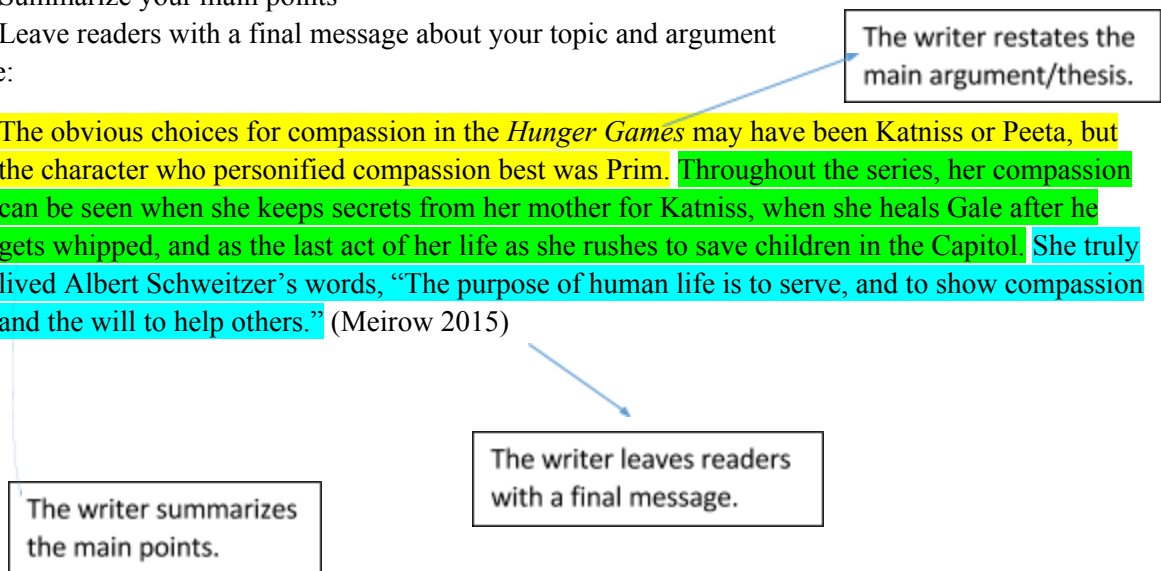 Summarize your main points
Leave readers with a final message about your topic and argument
e:
The writer restates the
main argument/thesis.
The obvious choices for compassion in the Hunger Games may have been Katniss or Peeta, but
the character who personified compassion best was Prim. Throughout the series, her compassion
can be seen when she keeps secrets from her mother for Katniss, when she heals Gale after he
gets whipped, and as the last act of her life as she rushes to save children in the Capitol. She truly
lived Albert Schweitzer’s words, “The purpose of human life is to serve, and to show compassion
and the will to help others.” (Meirow 2015)
The writer leaves readers
with a final message.
The writer summarizes
the main points.